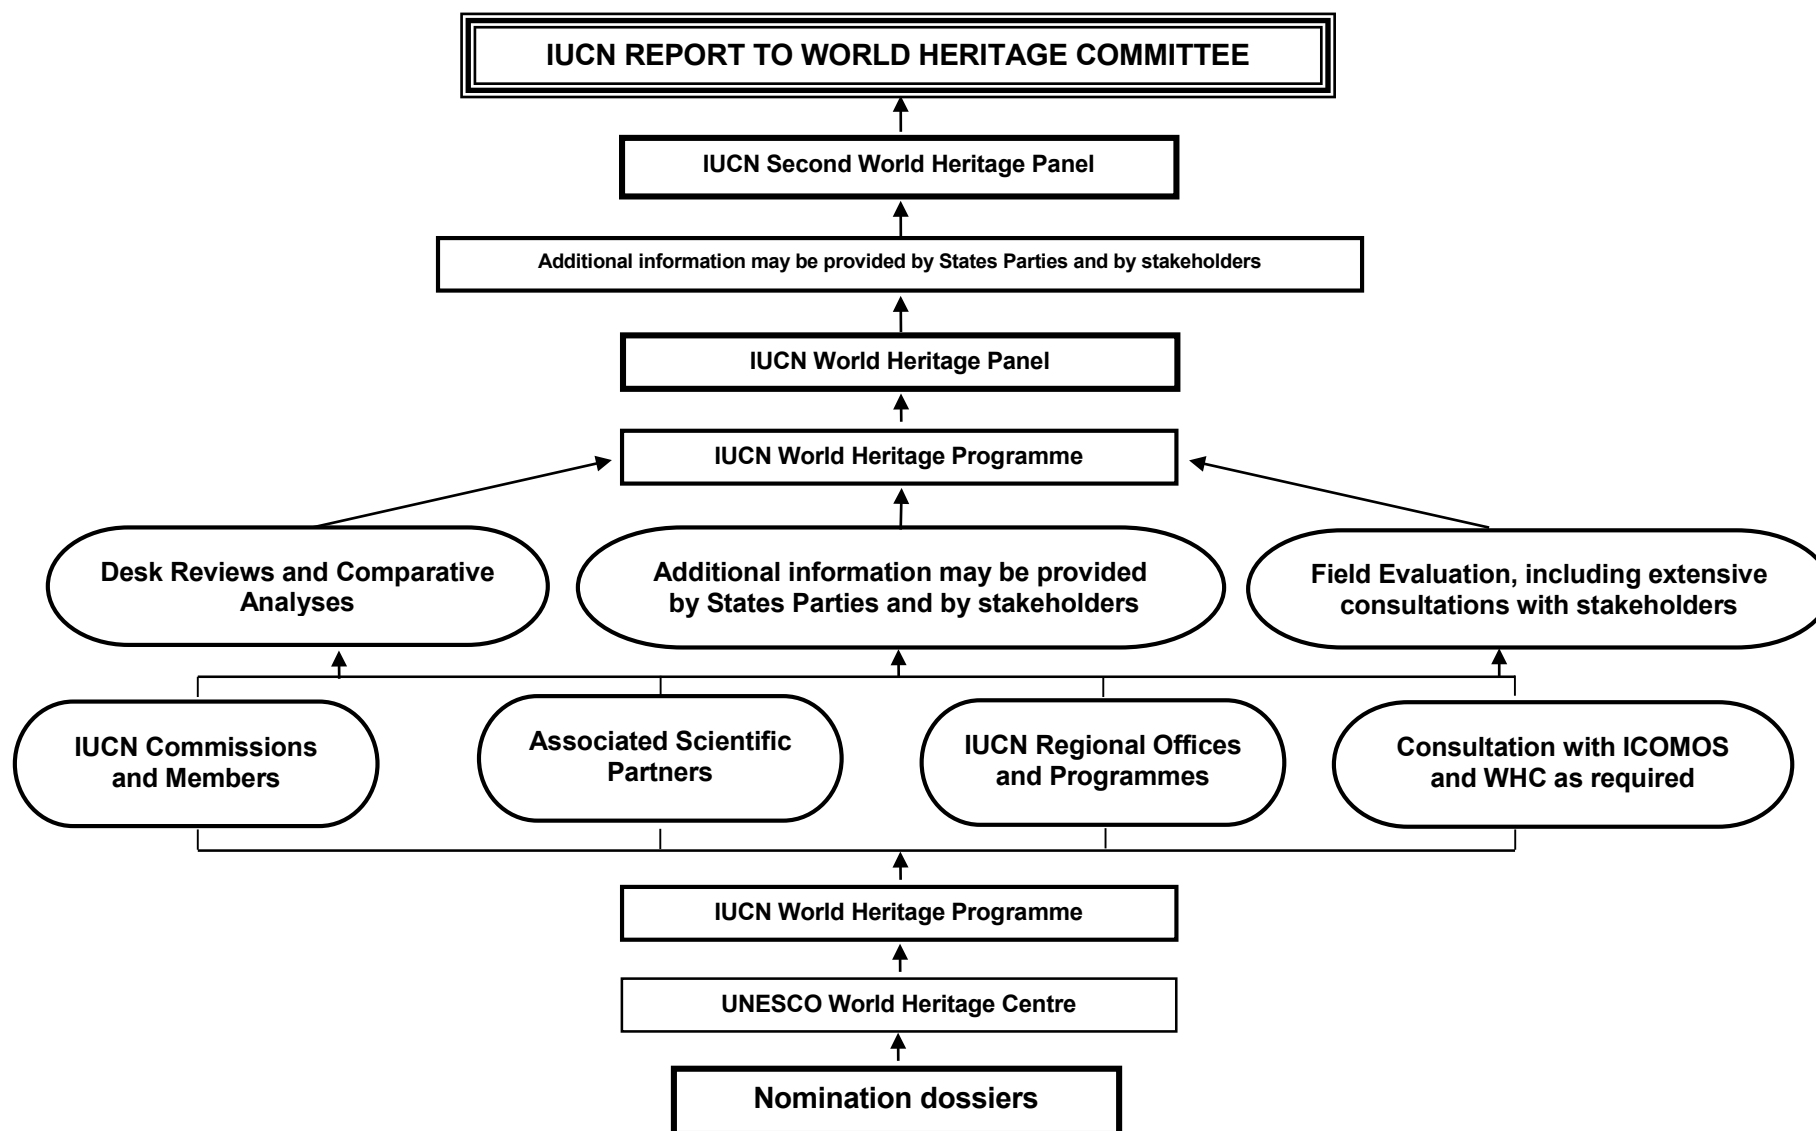 IUCN REPORT TO WORLD HERITAGE COMMITTEE
IUCN Second World Heritage Panel
Additional information may be provided by States Parties and by stakeholders
IUCN World Heritage Panel
IUCN World Heritage Programme
Desk Reviews and Comparative
Analyses
Additional information may be provided
by States Parties and by stakeholders
Field Evaluation, including extensive
consultations with stakeholders
IUCN Commissions
and Members
Associated Scientific
Partners
IUCN Regional Offices
and Programmes
Consultation with ICOMOS
and WHC as required
IUCN World Heritage Programme
UNESCO World Heritage Centre
Nomination dossiers